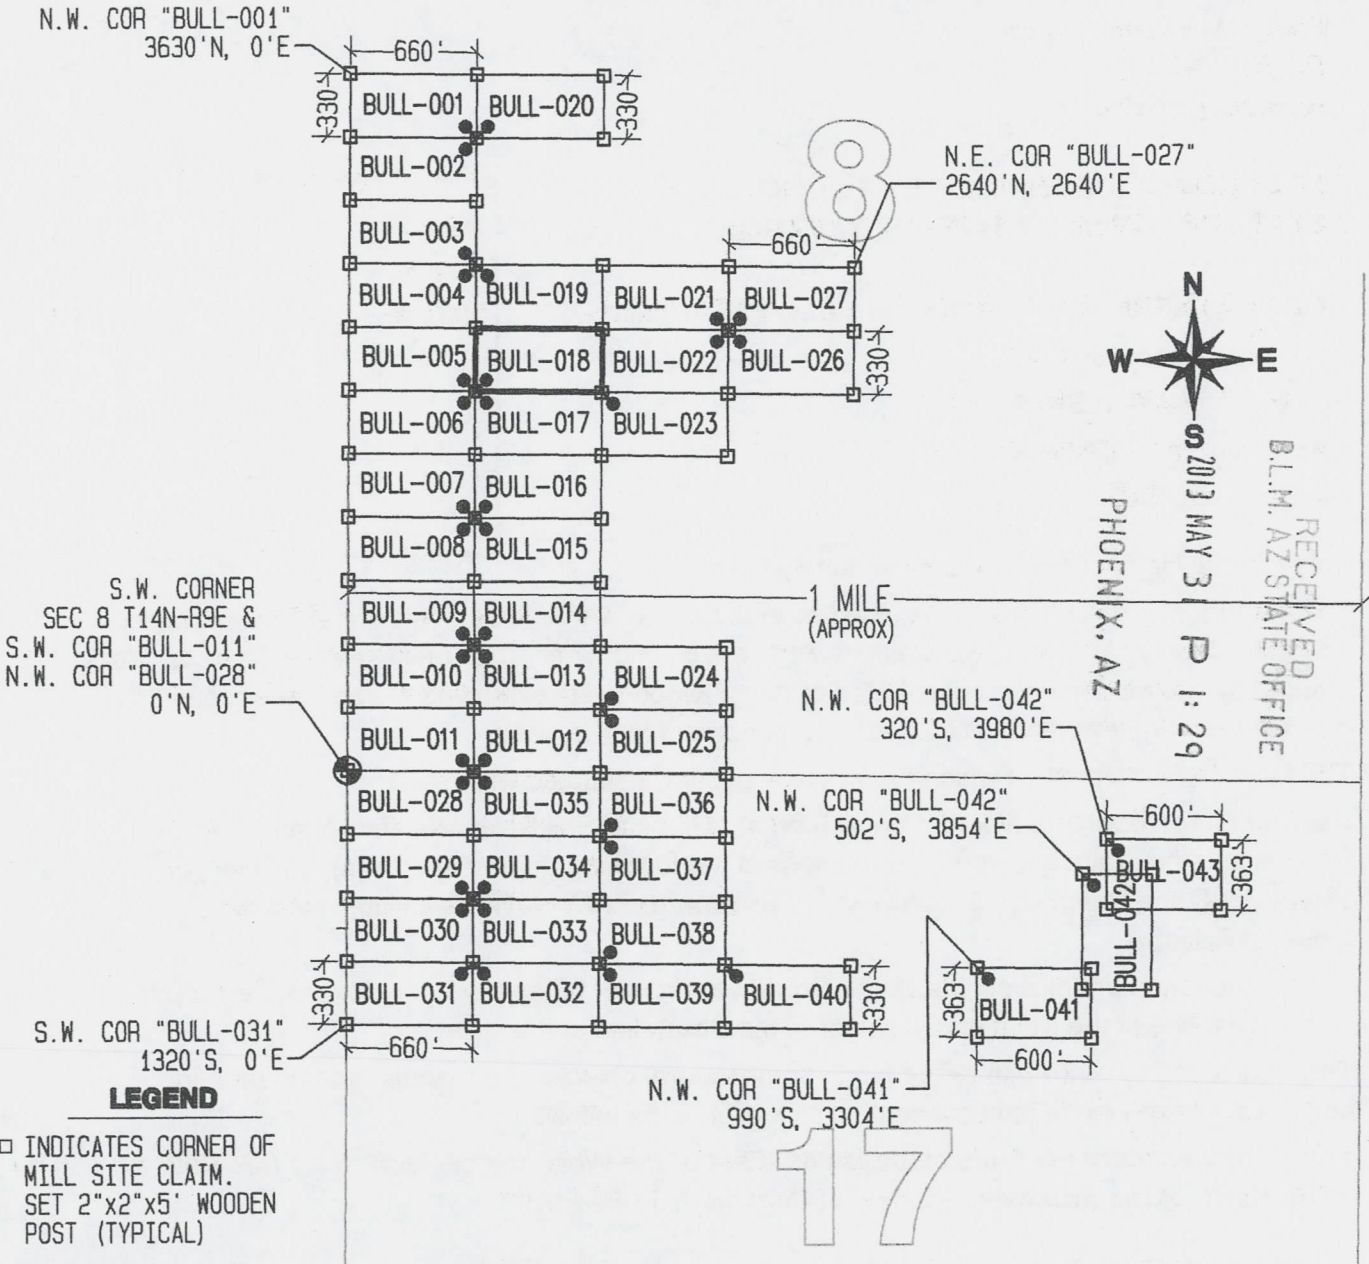 N.W. COR "BULL-001"
3630'N, 0'E
660'
330
BULL-001
BULL-020
330
BULL-002
8
N.E. COR "BULL-027"
2640'N, 2640'E
BULL-003
660'
BULL-004
BULL-019
BULL-021
BULL-027
N
W
E
S
BULL-005
BULL-018
BULL-022
BULL-026
330
BULL-006
BULL-017
BULL-023
BULL-007
BULL-016
BULL-008
BULL-015
RECEIVED
B.L.M. AZ STATE OFFICE
2013 MAY 31 P 1:29
PHOENIX, AZ
S.W. CORNER
SEC 8 T14N-R9E &
S.W. COR "BULL-011"
N.W. COR "BULL-028"
0'N, 0'E
BULL-009
BULL-014
1 MILE
(APPROX)
BULL-010
BULL-013
BULL-024
BULL-011
BULL-012
BULL-025
N.W. COR "BULL-042"
320'S, 3980'E
BULL-028
BULL-035
BULL-036
N.W. COR "BULL-042"
502'S, 3854'E
600'
BULL-029
BULL-034
BULL-037
BULL-043
363
BULL-042
BULL-030
BULL-033
BULL-038
330
BULL-031
BULL-032
BULL-039
BULL-040
330
363
BULL-041
600'
S.W. COR "BULL-031"
1320'S, 0'E
660'
N.W. COR "BULL-041"
990'S, 3304'E
17
LEGEND
□ INDICATES CORNER OF
MILL SITE CLAIM.
SET 2"x2"x5' WOODEN
POST (TYPICAL)